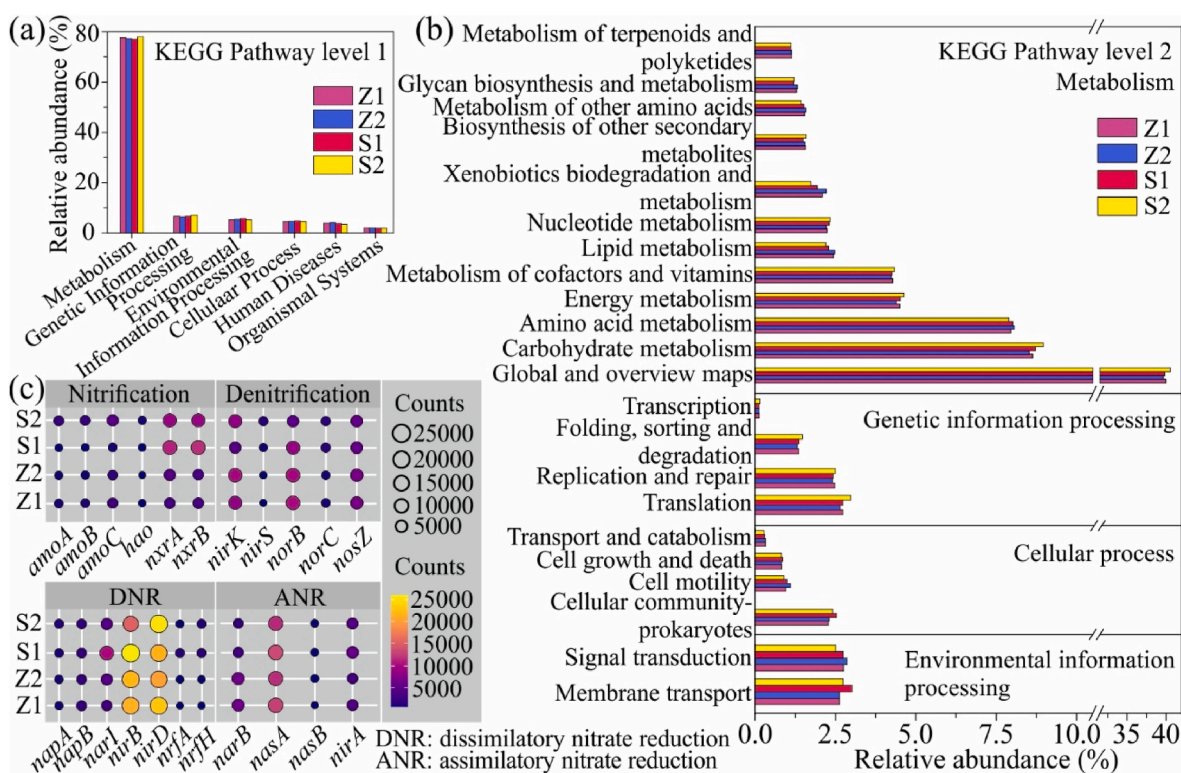 (a)
Relative abundance (%)
80
60
40
20
0
KEGG Pathway level 1
Z1
Z2
S1
S2
Metabolism
Genetic Information
Processing
Environmental
Information Processing
Cellulaar Process
Human Diseases
Organismal Systems
(b)
KEGG Pathway level 2
Metabolism
Z1
Z2
S1
S2
Metabolism of terpenoids and
polyketides
Glycan biosynthesis and metabolism
Metabolism of other amino acids
Biosynthesis of other secondary
metabolites
Xenobiotics biodegradation and
metabolism
Nucleotide metabolism
Lipid metabolism
Metabolism of cofactors and vitamins
Energy metabolism
Amino acid metabolism
Carbohydrate metabolism
Global and overview maps
Genetic information processing
Transcription
Folding, sorting and
degradation
Replication and repair
Translation
Cellular process
Transport and catabolism
Cell growth and death
Cell motility
Cellular community-
prokaryotes
Environmental information
processing
Signal transduction
Membrane transport
0.0 2.5 5.0 7.5 10.0 35 40
Relative abundance (%)
(c)
Nitrification
Denitrification
S2
S1
Z2
Z1
amoA amoB amoC hao nxrA nxrB nirK nirS norB norC nosZ
DNR
ANR
S2
S1
Z2
Z1
napA napB narI nirB nirD nrfA nrfH narB nasA nasB nirA
Counts
25000
20000
15000
10000
5000
Counts
25000
20000
15000
10000
5000
DNR: dissimilatory nitrate reduction
ANR: assimilatory nitrate reduction